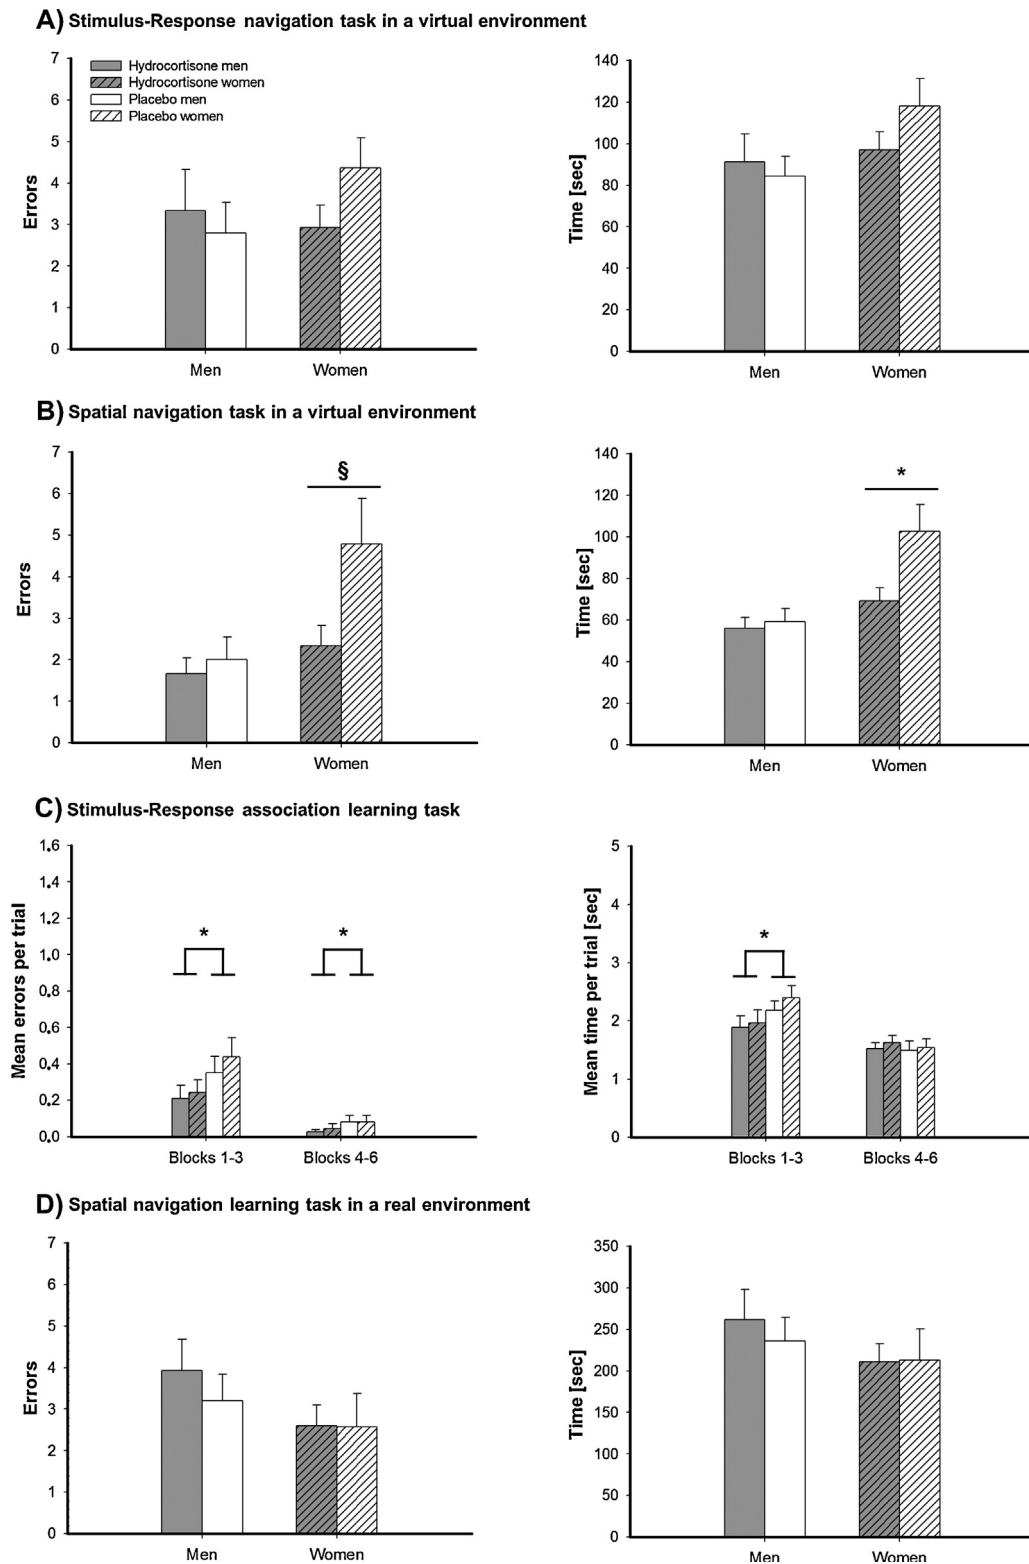 A) Stimulus-Response navigation task in a virtual environment
7
6
5
4
3
2
1
0
Errors
Hydrocortisone men
Hydrocortisone women
Placebo men
Placebo women
Men
Women
140
120
100
80
60
40
20
0
Time [sec]
Men
Women
B) Spatial navigation task in a virtual environment
7
6
5
4
3
2
1
0
Errors
§
Men
Women
140
120
100
80
60
40
20
0
Time [sec]
*
Men
Women
C) Stimulus-Response association learning task
1.6
1.4
1.2
1.0
0.8
0.6
0.4
0.2
0.0
Mean errors per trial
*
*
Blocks 1-3
Blocks 4-6
5
4
3
2
1
0
Mean time per trial [sec]
*
Blocks 1-3
Blocks 4-6
D) Spatial navigation learning task in a real environment
7
6
5
4
3
2
1
0
Errors
Men
Women
350
300
250
200
150
100
50
0
Time [sec]
Men
Women